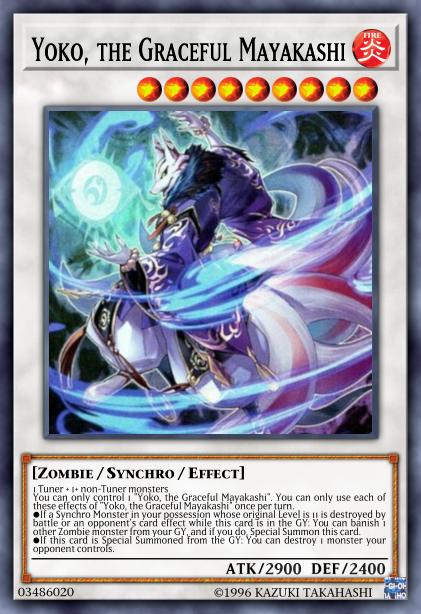 YOKO, THE GRACEFUL MAYAKASHI
FIRE
炎
[ZOMBIE / SYNCHRO / EFFECT]
1 Tuner + 1+ non-Tuner monsters
You can only control 1 "Yoko, the Graceful Mayakashi". You can only use each of
these effects of "Yoko, the Graceful Mayakashi" once per turn.
●If a Synchro Monster in your possession whose original Level is 11 is destroyed by
battle or an opponent's card effect while this card is in the GY: You can banish 1
other Zombie monster from your GY, and if you do, Special Summon this card.
●If this card is Special Summoned from the GY: You can destroy 1 monster your
opponent controls.
ATK/2900 DEF/2400
03486020
©1996 KAZUKI TAKAHASHI